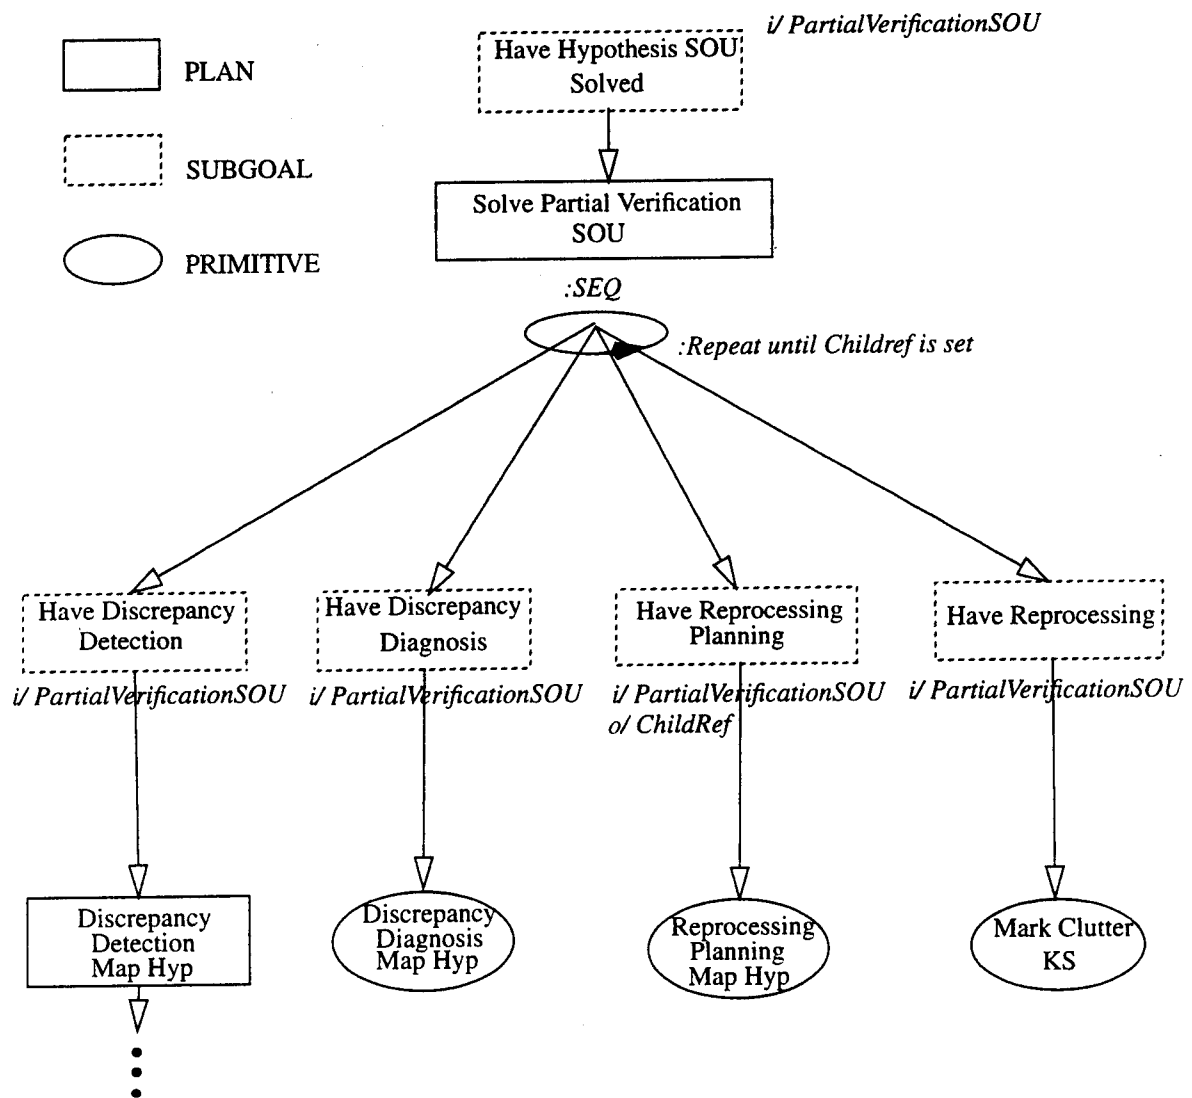 i/ PartialVerificationSOU
Have Hypothesis SOU
Solved
PLAN
SUBGOAL
Solve Partial Verification
SOU
PRIMITIVE
:SEQ
:Repeat until Childref is set
Have Discrepancy
Detection
i/ PartialVerificationSOU
Have Discrepancy
Diagnosis
i/ PartialVerificationSOU
Have Reprocessing
Planning
i/ PartialVerificationSOU
o/ ChildRef
Have Reprocessing
i/ PartialVerificationSOU
Discrepancy
Detection
Map Hyp
Discrepancy
Diagnosis
Map Hyp
Reprocessing
Planning
Map Hyp
Mark Clutter
KS